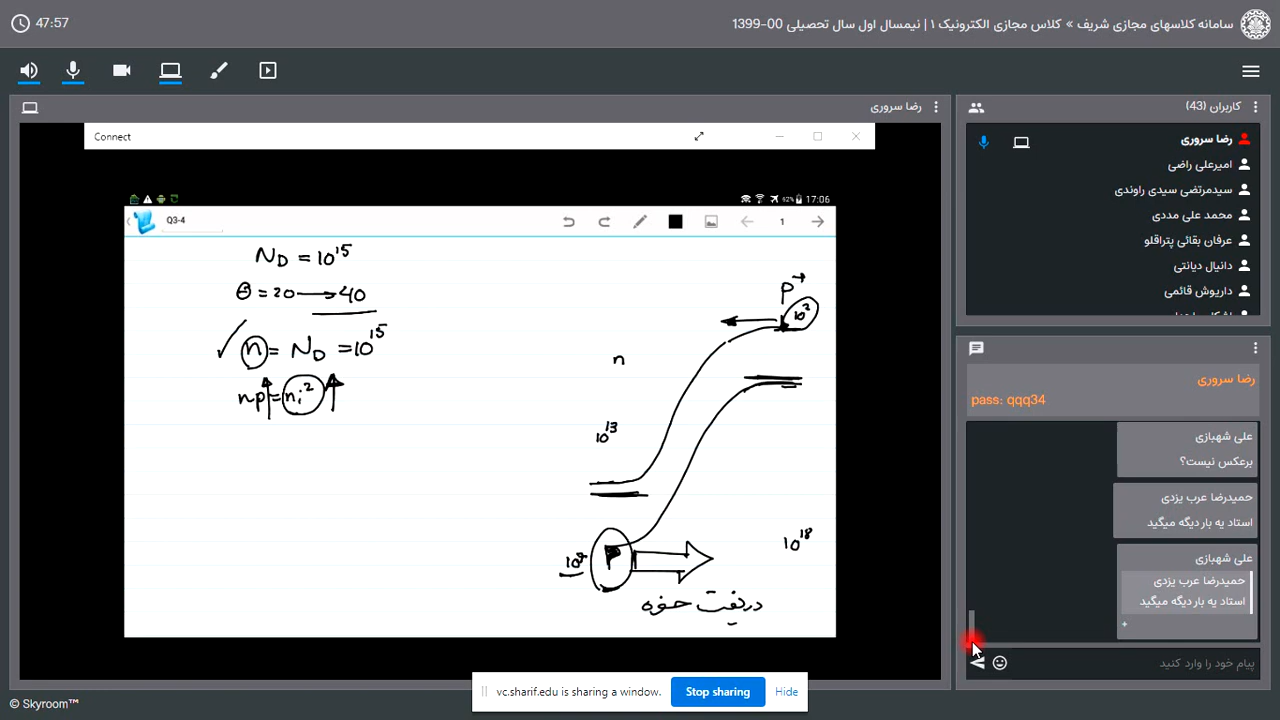 47:57
سامانه کلاسهای مجازی شریف » کلاس مجازی الکترونیک ۱ | نیمسال اول سال تحصیلی 00-1399
رضا سروری
Connect
62% 17:06
Q3-4
1
N_D = 10^15
θ = 20 → 40
n = N_D = 10^15
np = n_i^2
P+
10^2
n
10^13
10^18
P
درفت حفره
کاربران (43)
رضا سروری
امیرعلی راضی
سیدمرتضی سیدی راوندی
محمد علی مددی
عرفان بقائی پتراقلو
دانیال دیانتی
داریوش قائمی
رضا سروری
pass: qqq34
علی شهبازی
برعکس نیست؟
حمیدرضا عرب یزدی
استاد یه بار دیگه میگید
علی شهبازی
حمیدرضا عرب یزدی
استاد یه بار دیگه میگید
+
پیام خود را وارد کنید
vc.sharif.edu is sharing a window.
Stop sharing
Hide
© Skyroom™